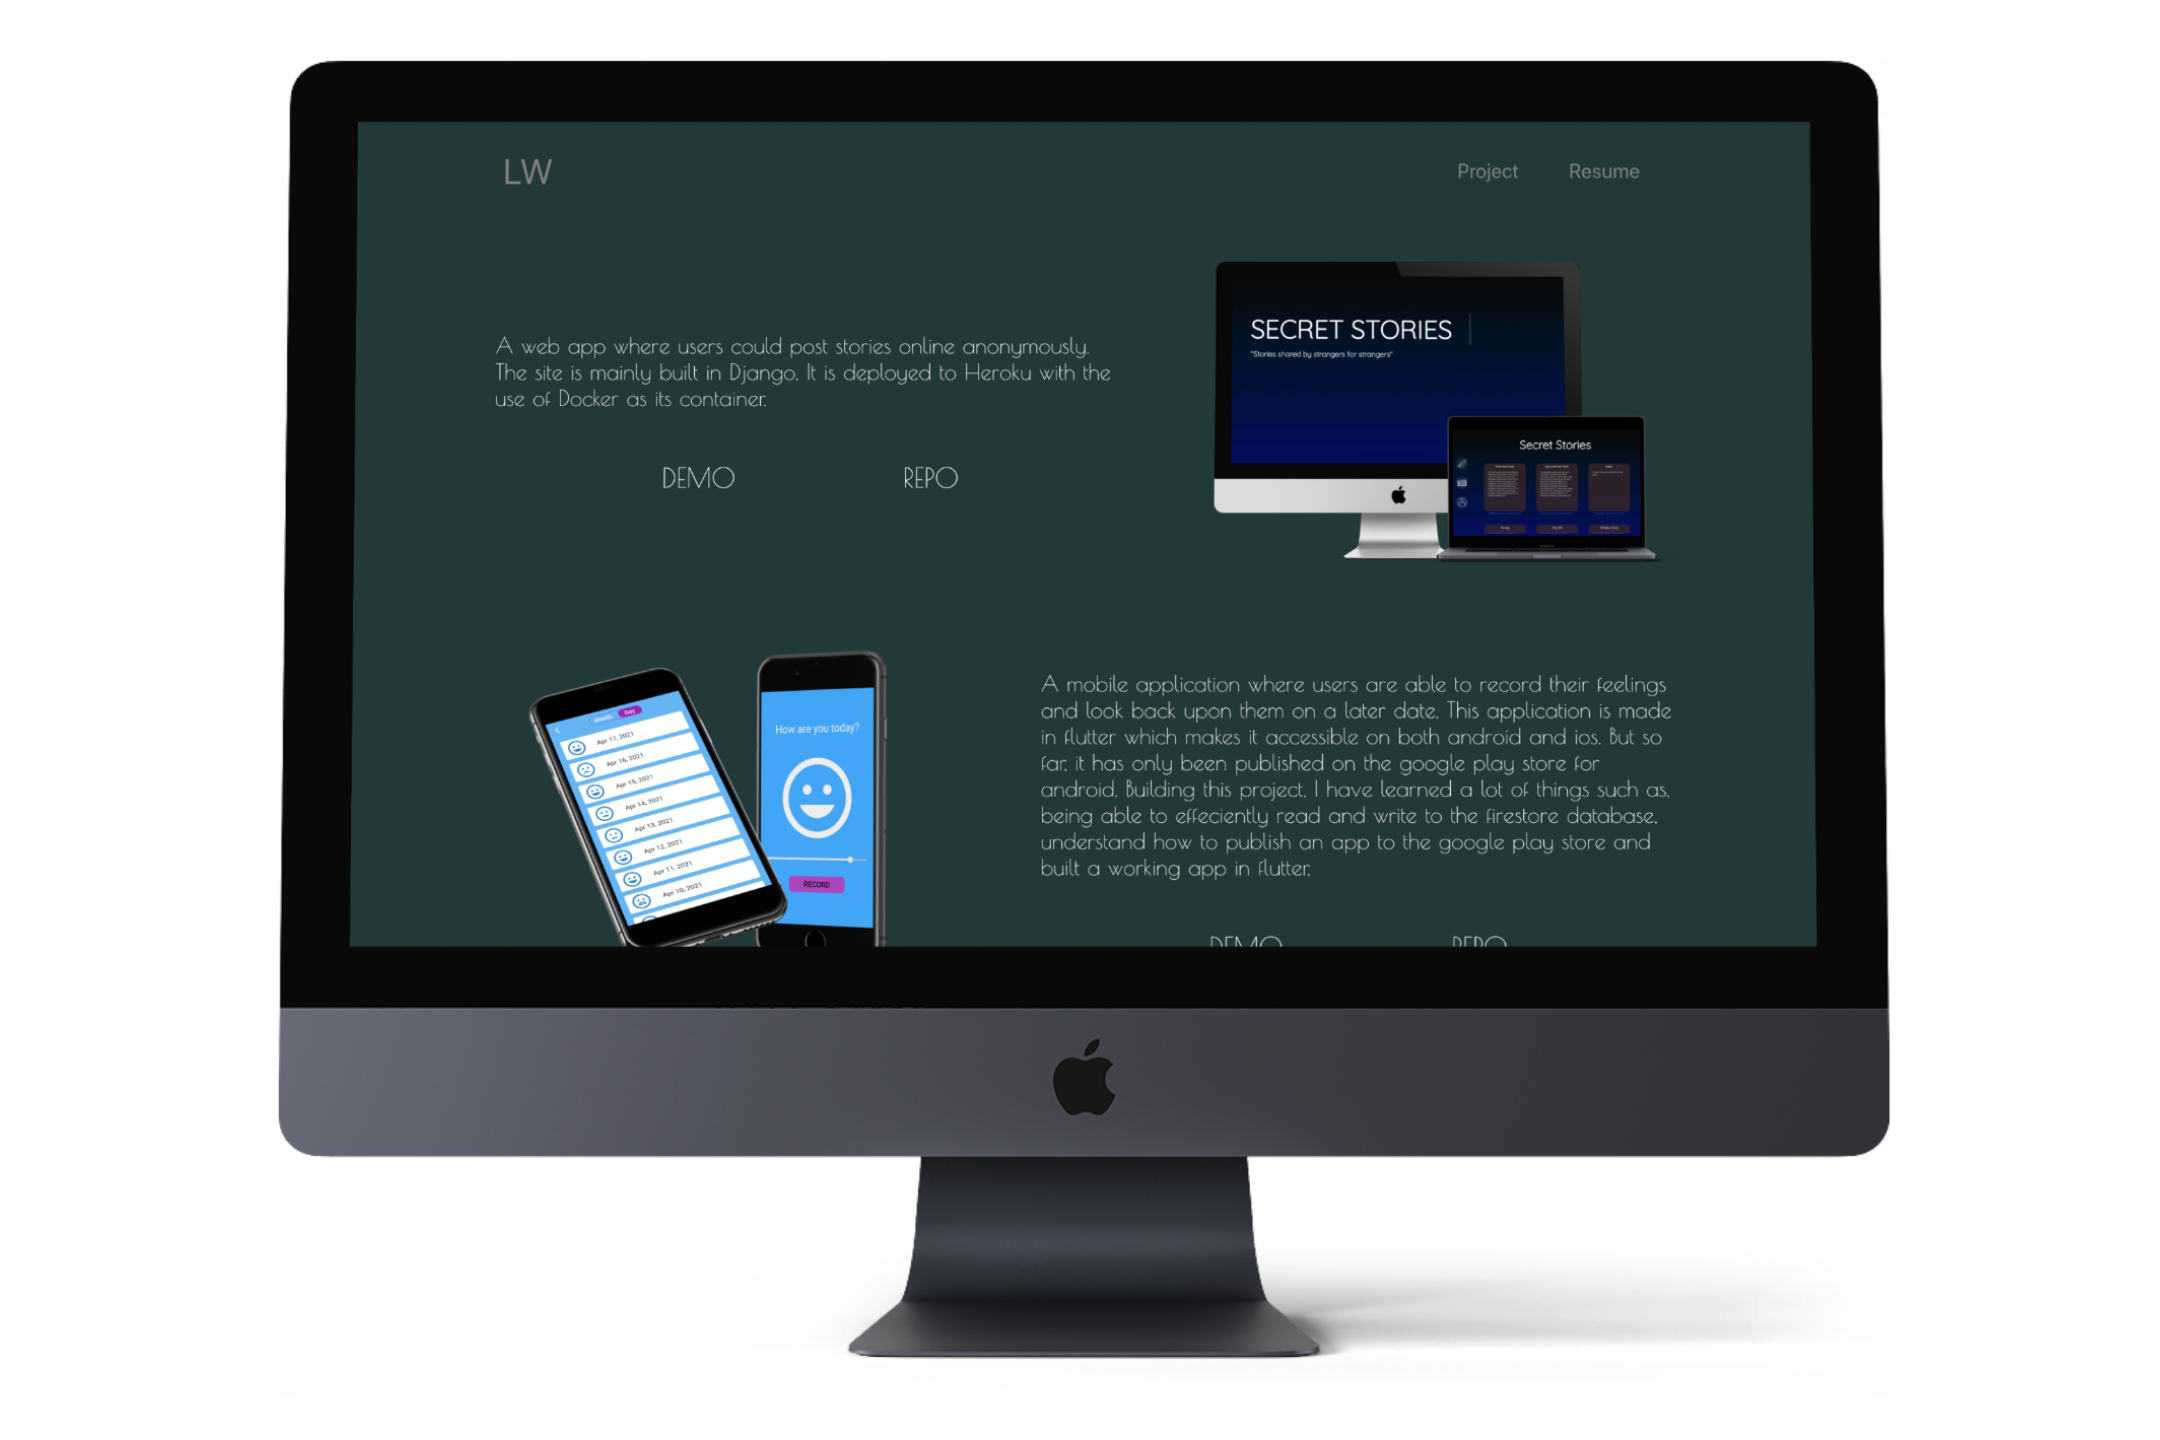 LW
Project
Resume
A web app where users could post stories online anonymously.
The site is mainly built in Django. It is deployed to Heroku with the
use of Docker as its container.
DEMO
REPO
SECRET STORIES
"Stories shared by strangers for strangers"
Secret Stories
Month
Day
Apr 17, 2021
Apr 16, 2021
Apr 15, 2021
Apr 14, 2021
Apr 13, 2021
Apr 12, 2021
Apr 11, 2021
Apr 10, 2021
How are you today?
RECORD
A mobile application where users are able to record their feelings
and look back upon them on a later date. This application is made
in flutter which makes it accessible on both android and ios. But so
far, it has only been published on the google play store for
android. Building this project, I have learned a lot of things such as,
being able to effeciently read and write to the firestore database,
understand how to publish an app to the google play store and
built a working app in flutter.
DEMO
REPO